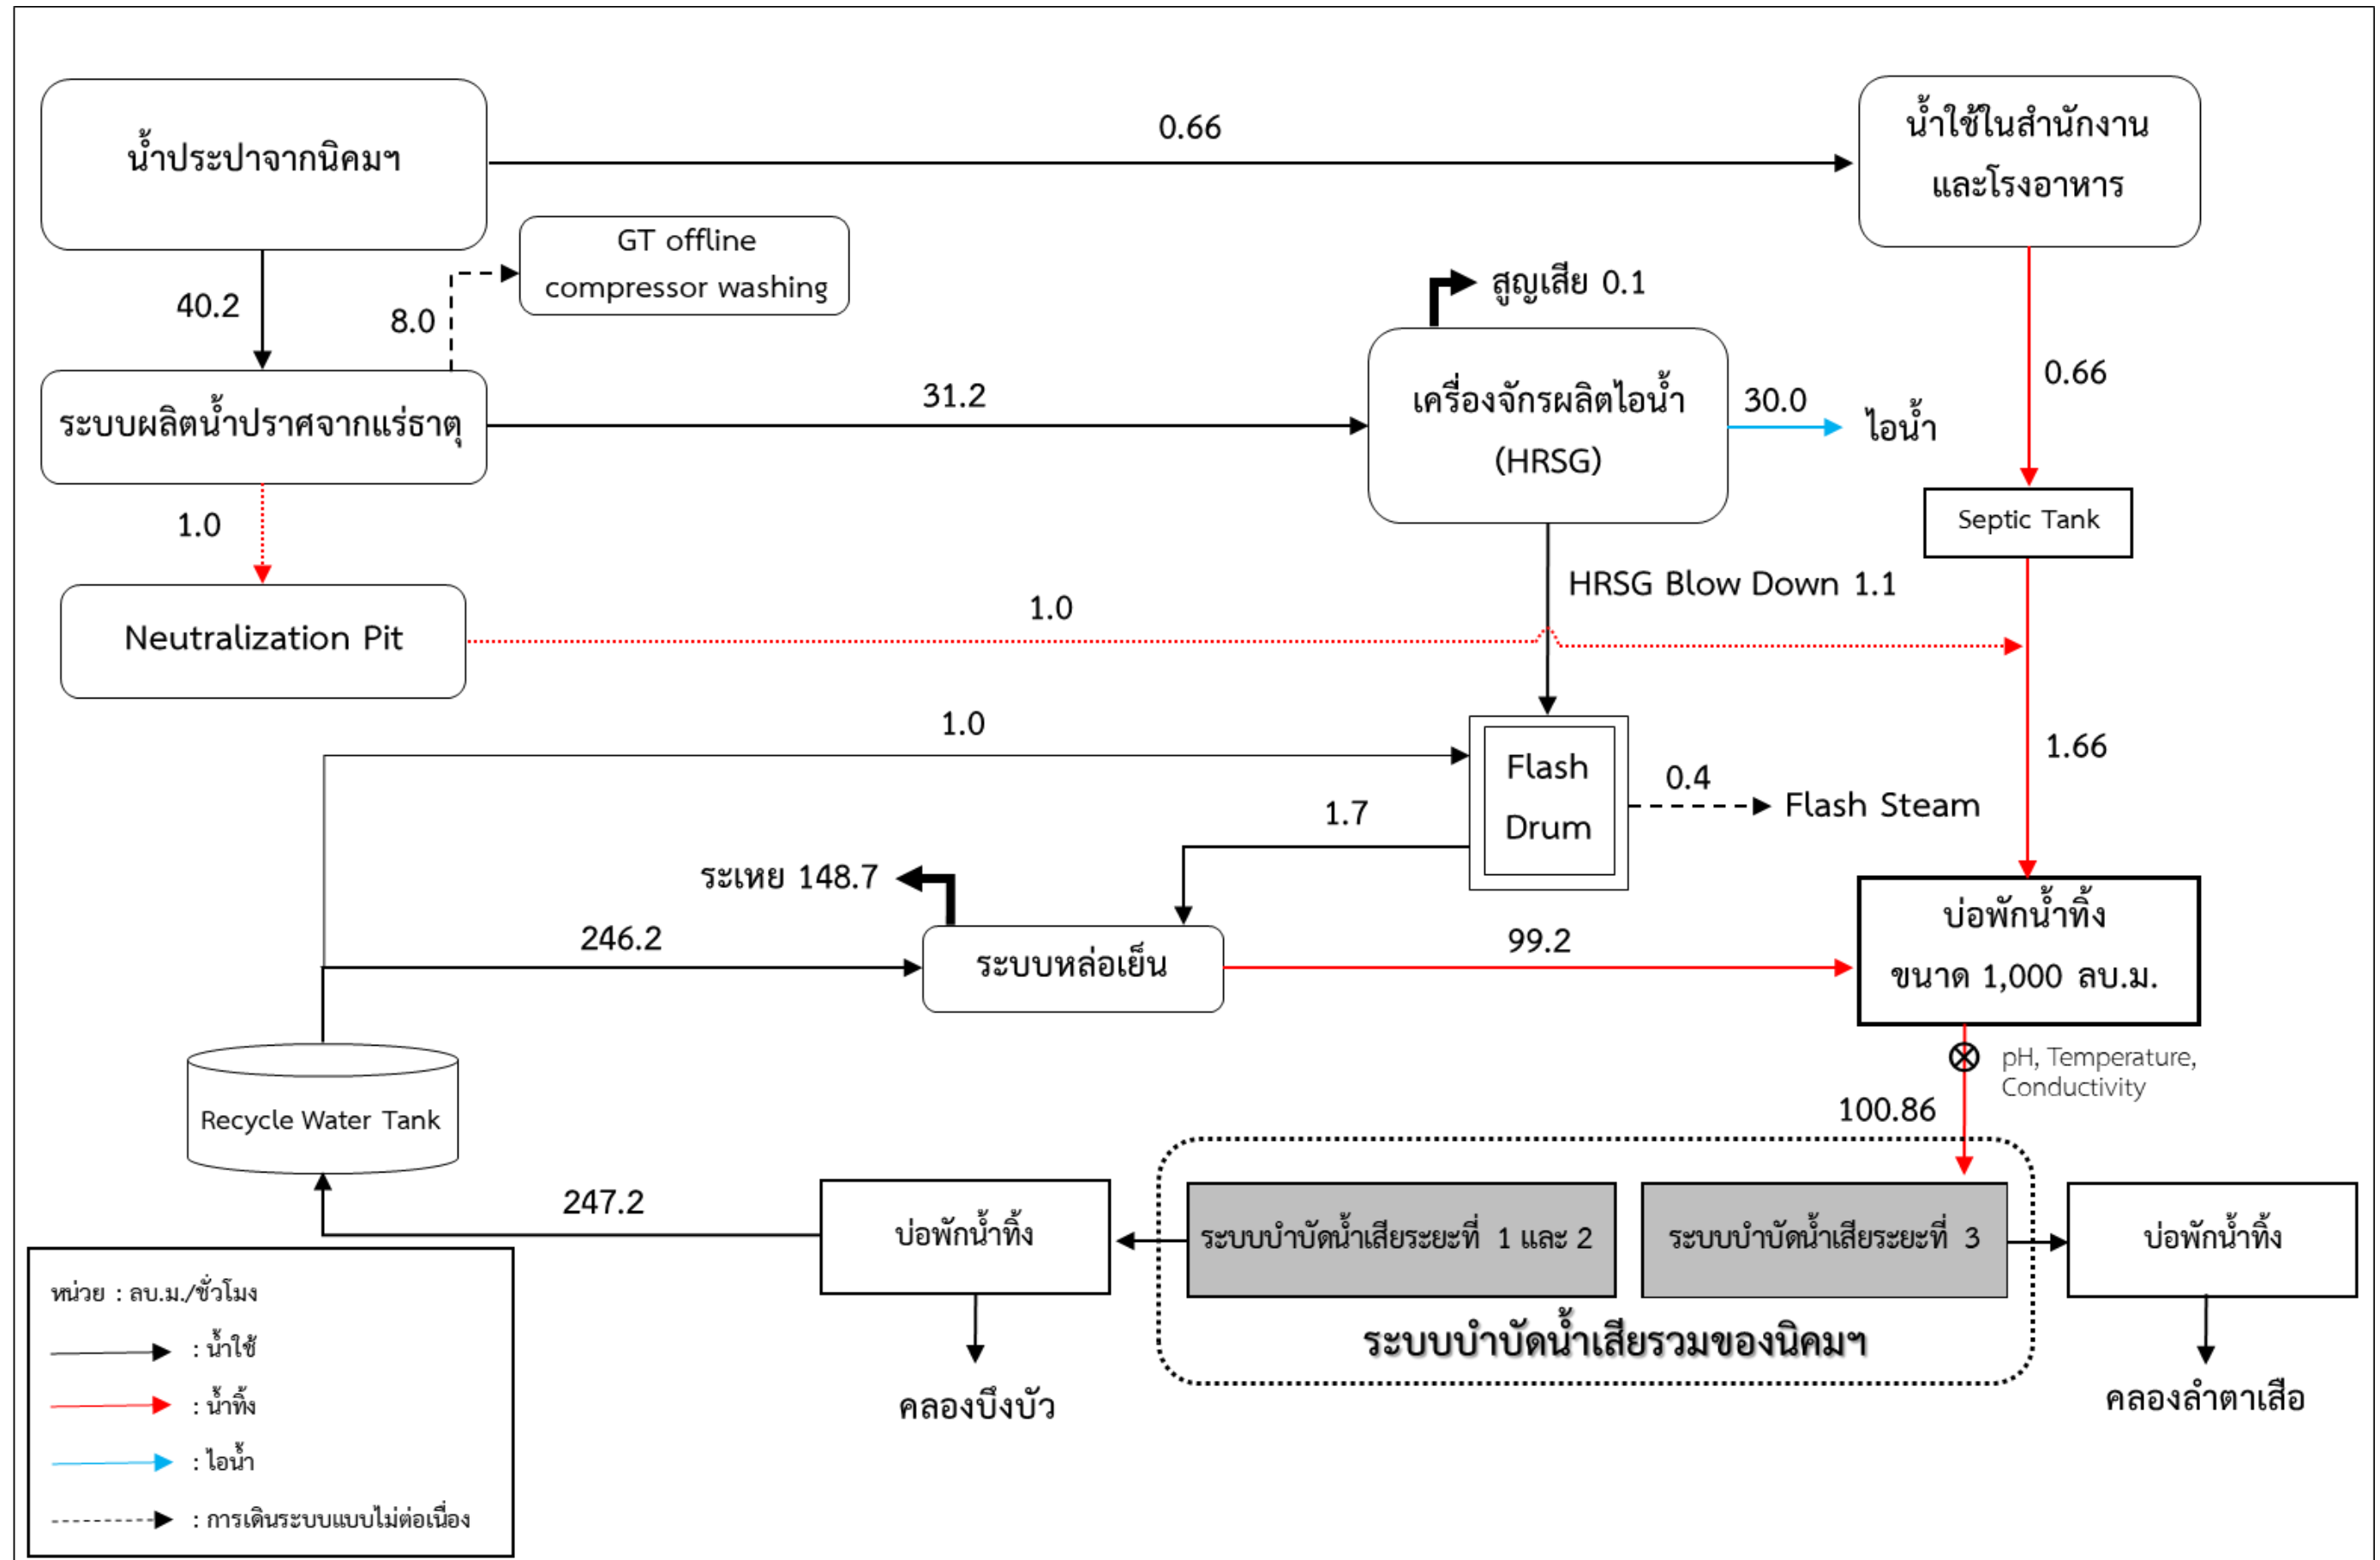 น้ำประปาจากนิคมฯ
0.66
น้ำใช้ในสำนักงาน
และโรงอาหาร
GT offline
compressor washing
40.2
8.0
สูญเสีย 0.1
0.66
ระบบผลิตน้ำปราศจากแร่ธาตุ
31.2
เครื่องจักรผลิตไอน้ำ
(HRSG)
30.0
ไอน้ำ
1.0
Septic Tank
Neutralization Pit
1.0
HRSG Blow Down 1.1
1.0
1.66
Flash
Drum
0.4
Flash Steam
1.7
ระเหย 148.7
246.2
ระบบหล่อเย็น
99.2
บ่อพักน้ำทิ้ง
ขนาด 1,000 ลบ.ม.
pH, Temperature,
Conductivity
100.86
Recycle Water Tank
247.2
บ่อพักน้ำทิ้ง
ระบบบำบัดน้ำเสียระยะที่ 1 และ 2
ระบบบำบัดน้ำเสียระยะที่ 3
บ่อพักน้ำทิ้ง
ระบบบำบัดน้ำเสียรวมของนิคมฯ
คลองบึงบัว
คลองลำตาเสือ
หน่วย : ลบ.ม./ชั่วโมง
: น้ำใช้
: น้ำทิ้ง
: ไอน้ำ
: การเดินระบบแบบไม่ต่อเนื่อง